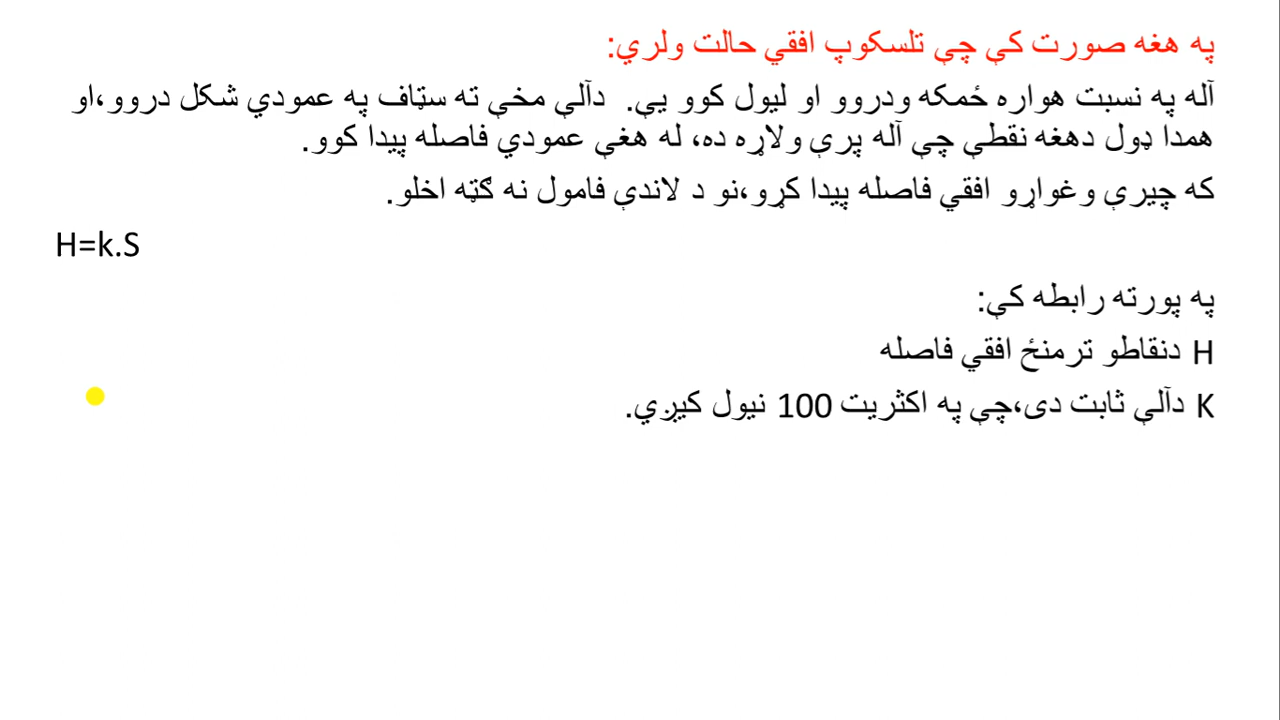 په هغه صورت کې چې تلسکوپ افقي حالت ولري:
آله په نسبت هواره ځمکه ودروو او لیول کوو یې.  دآلې مخې ته سټاف په عمودي شکل دروو،او
همدا ډول دهغه نقطې چې آله پرې ولاړه ده، له هغې عمودي فاصله پیدا کوو.
که چیرې وغواړو افقي فاصله پیدا کړو،نو د لاندې فامول نه ګټه اخلو.
H=k.S
په پورته رابطه کې:
H دنقاطو ترمنځ افقي فاصله
K دآلې ثابت دی،چې په اکثریت 100 نیول کیږي.